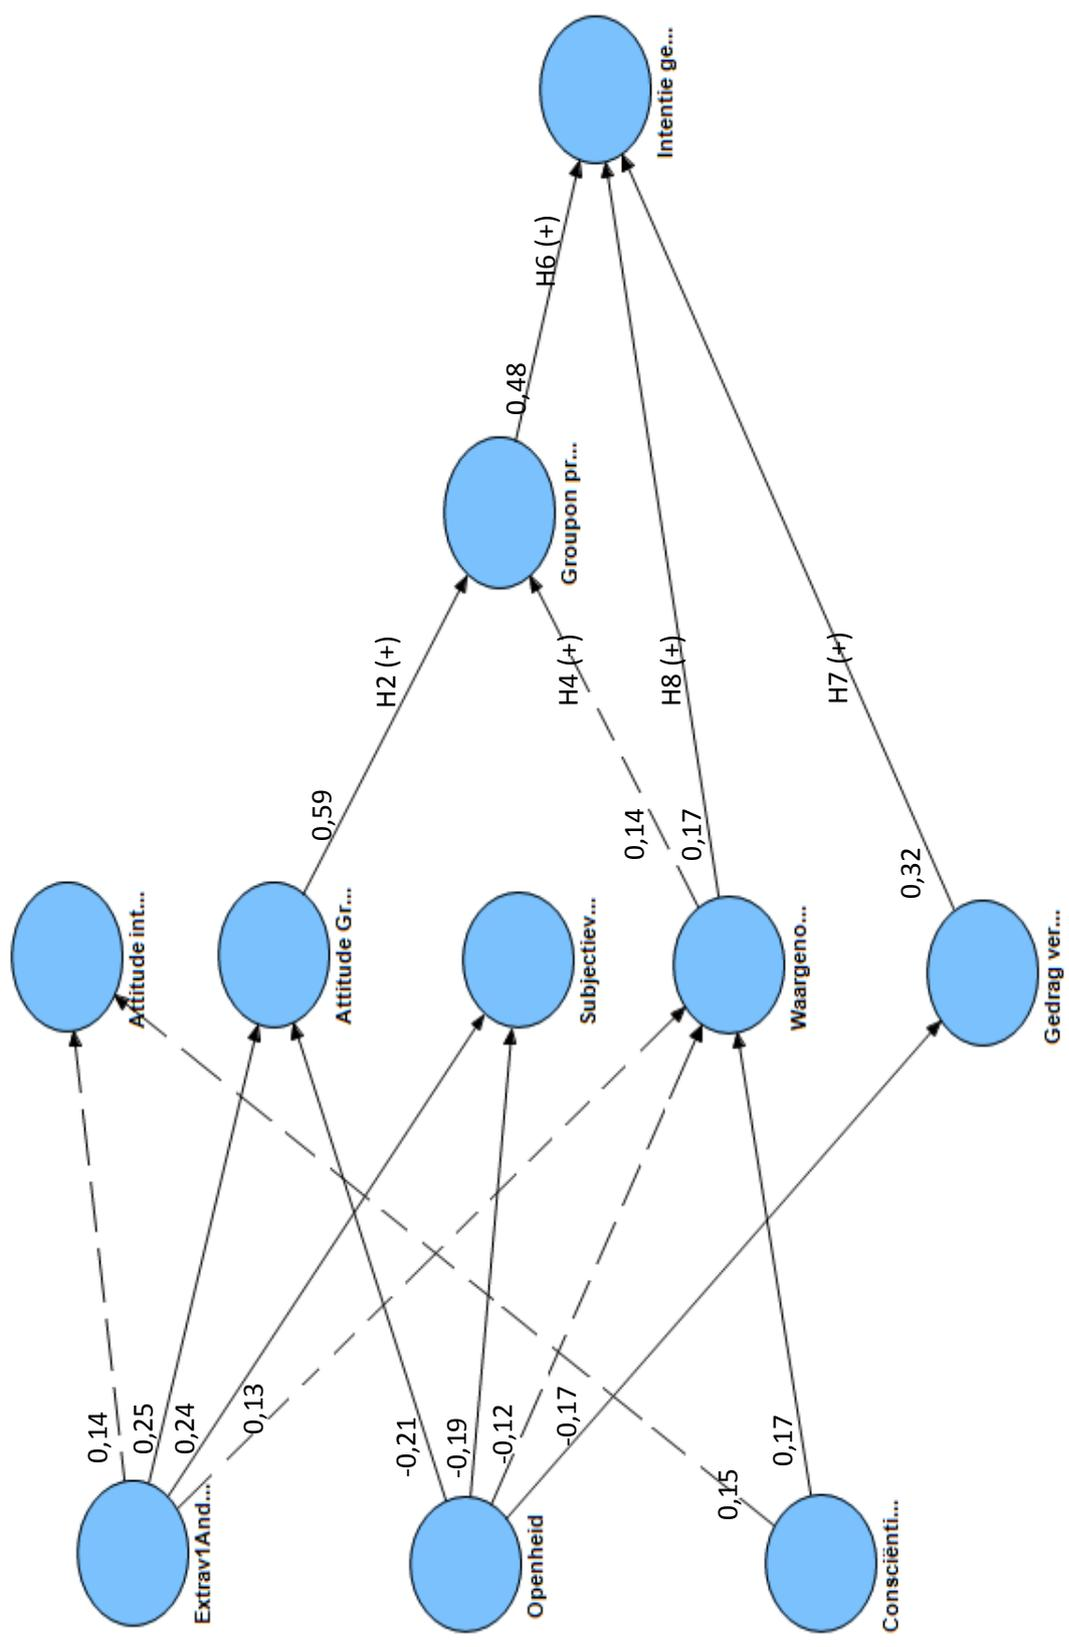 Extrav1And...
Openheid
Consciënti...
0,14
0,25
0,24
0,13
-0,21
-0,19
-0,12
-0,17
0,15
0,17
Attitude int...
Attitude Gr...
Subjectiev...
Waargeno...
Gedrag ver...
0,59
H2 (+)
0,14
H4 (+)
0,17
H8 (+)
0,32
H7 (+)
Groupon pr...
0,48
H6 (+)
Intentie ge...